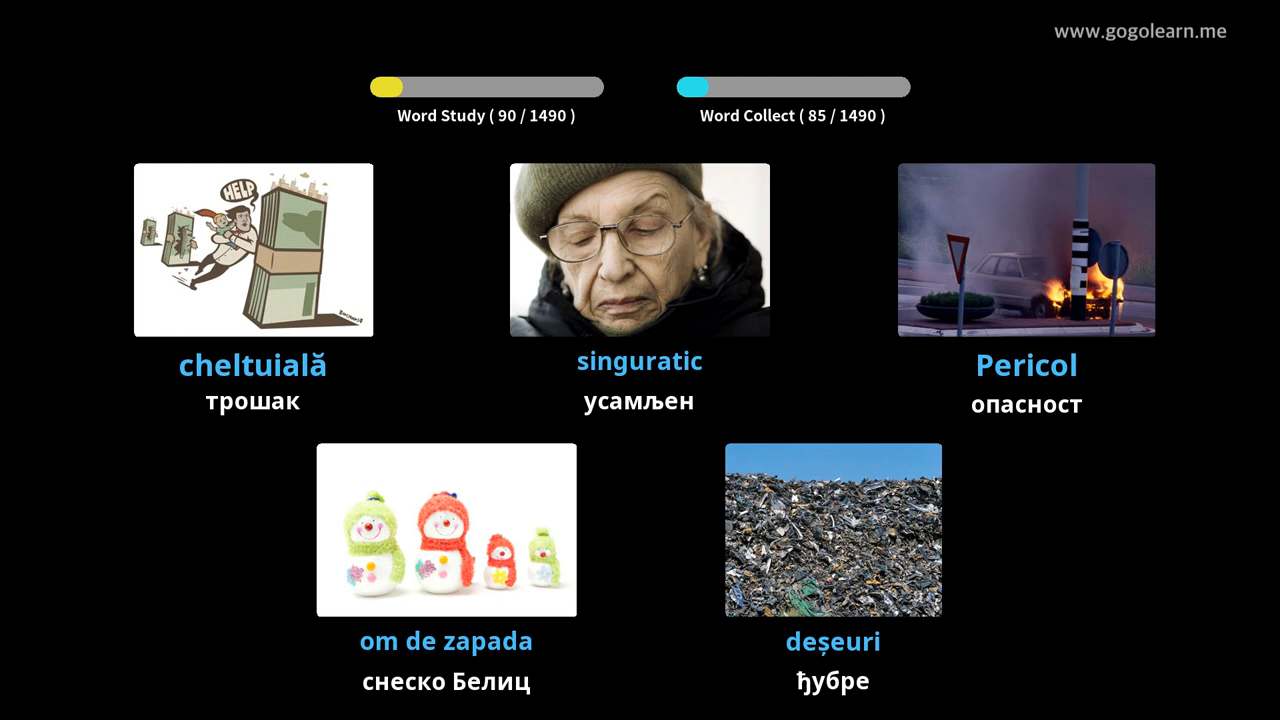 www.gogolearn.me
Word Study ( 90 / 1490 )
Word Collect ( 85 / 1490 )
HELP
cheltuială
singuratic
Pericol
трошак
усамљен
опасност
om de zapada
deșeuri
снеско Белиц
ђубре